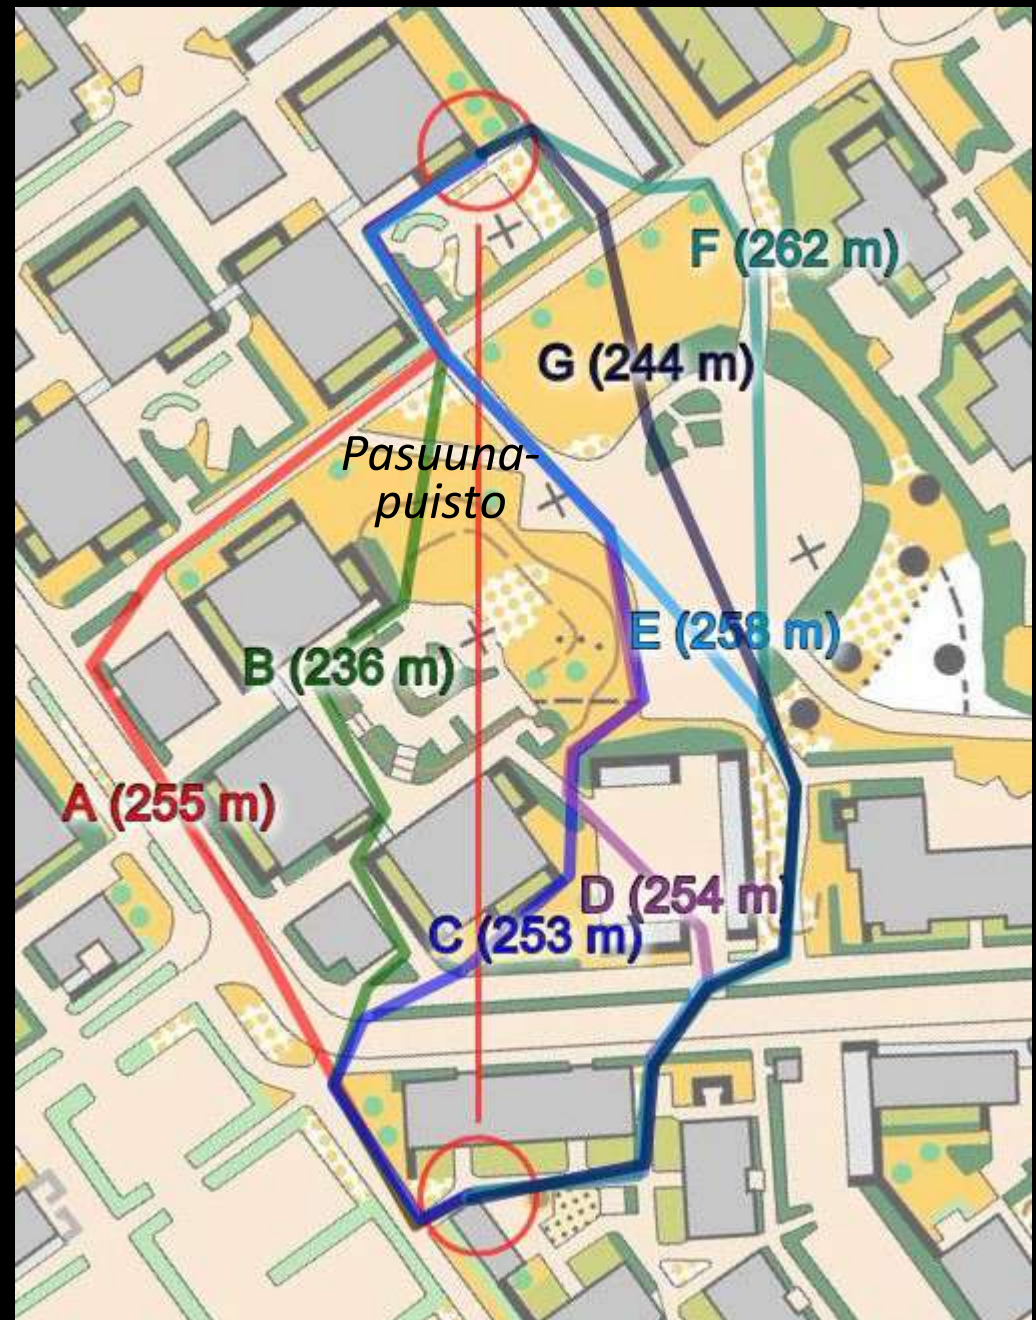 F (262 m)
G (244 m)
Pasuuna-
puisto
E (258 m)
B (236 m)
A (255 m)
D (254 m)
C (253 m)